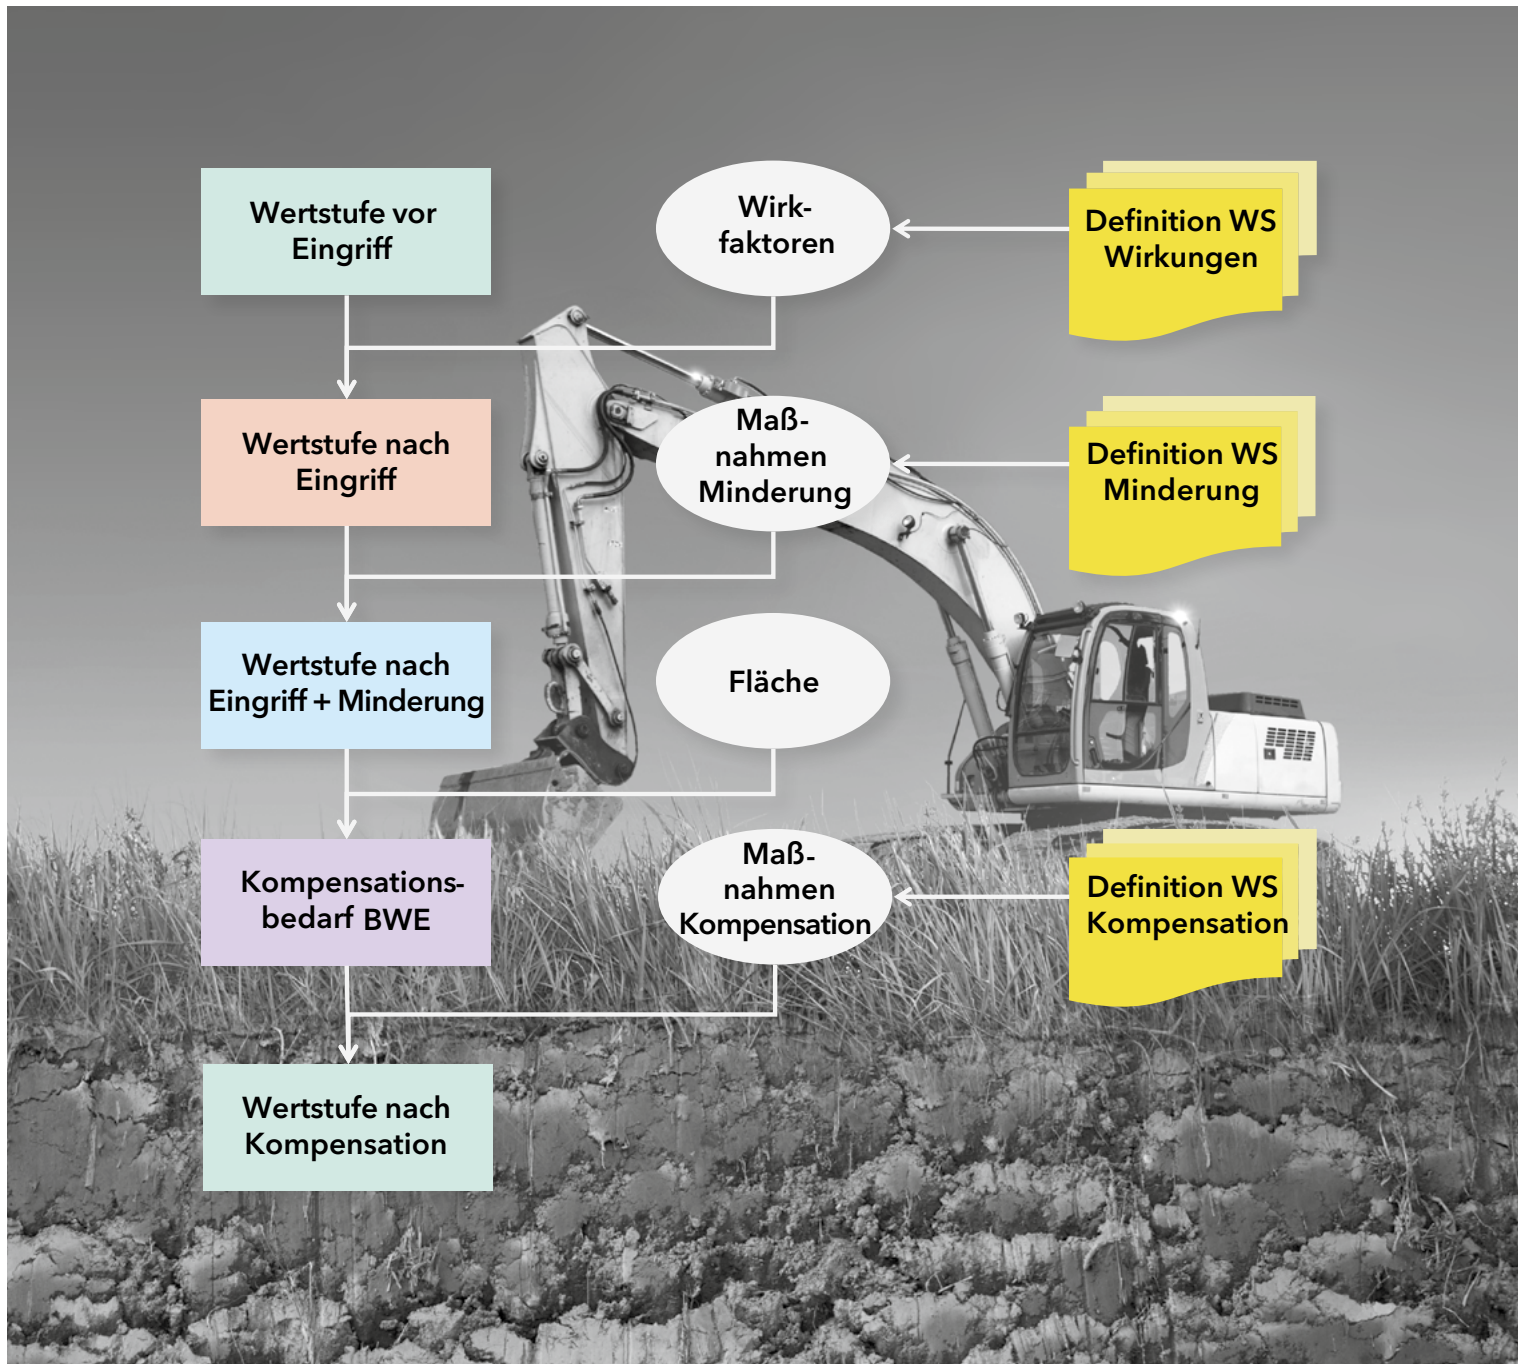 Wertstufe vor
Eingriff
Wirk-
faktoren
Definition WS
Wirkungen
Wertstufe nach
Eingriff
Maß-
nahmen
Minderung
Definition WS
Minderung
Wertstufe nach
Eingriff + Minderung
Fläche
Kompensations-
bedarf BWE
Maß-
nahmen
Kompensation
Definition WS
Kompensation
Wertstufe nach
Kompensation